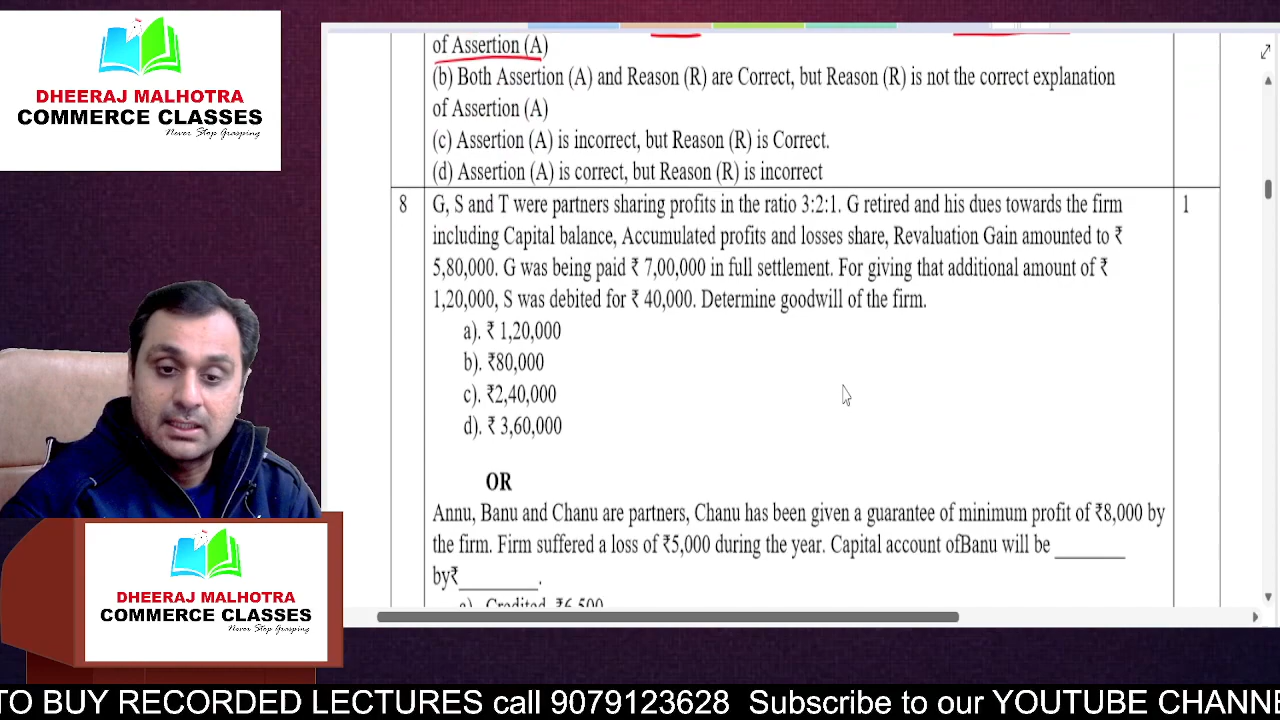 DHEERAJ MALHOTRA
COMMERCE CLASSES
Never Stop Grasping
of Assertion (A)
(b) Both Assertion (A) and Reason (R) are Correct, but Reason (R) is not the correct explanation
of Assertion (A)
(c) Assertion (A) is incorrect, but Reason (R) is Correct.
(d) Assertion (A) is correct, but Reason (R) is incorrect
8 G, S and T were partners sharing profits in the ratio 3:2:1. G retired and his dues towards the firm 1
including Capital balance, Accumulated profits and losses share, Revaluation Gain amounted to ₹
5,80,000. G was being paid ₹ 7,00,000 in full settlement. For giving that additional amount of ₹
1,20,000, S was debited for ₹ 40,000. Determine goodwill of the firm.
a). ₹ 1,20,000
b). ₹80,000
c). ₹2,40,000
d). ₹ 3,60,000
OR
Annu, Banu and Chanu are partners, Chanu has been given a guarantee of minimum profit of ₹8,000 by
the firm. Firm suffered a loss of ₹5,000 during the year. Capital account ofBanu will be ________
by₹_________.
a). Credited, ₹6,500
DHEERAJ MALHOTRA
COMMERCE CLASSES
Never Stop Grasping
TO BUY RECORDED LECTURES call 9079123628 Subscribe to our YOUTUBE CHANNE